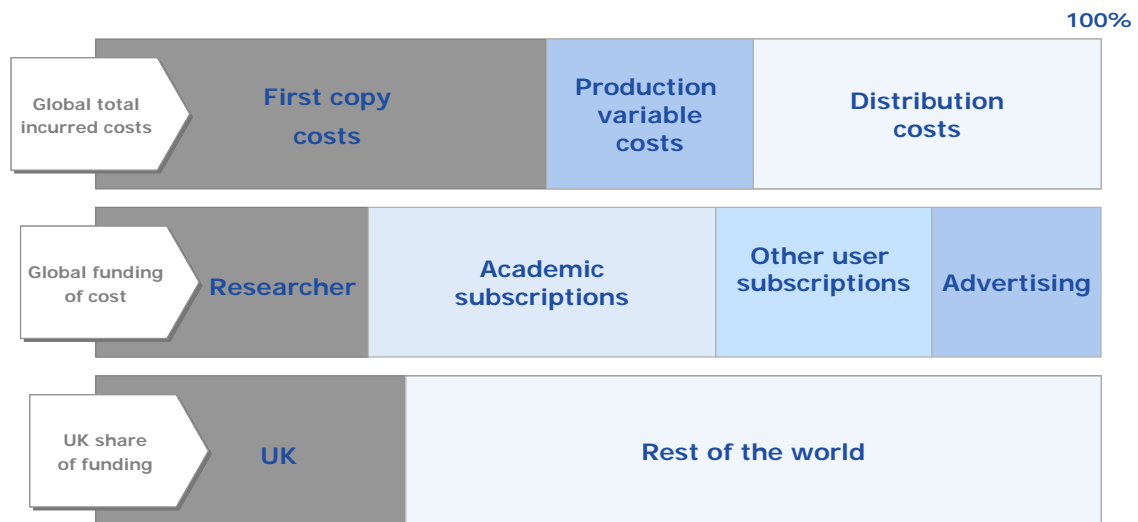 100%
Global total
incurred costs
First copy
costs
Production
variable
costs
Distribution
costs
Global funding
of cost
Researcher
Academic
subscriptions
Other user
subscriptions
Advertising
UK share
of funding
UK
Rest of the world